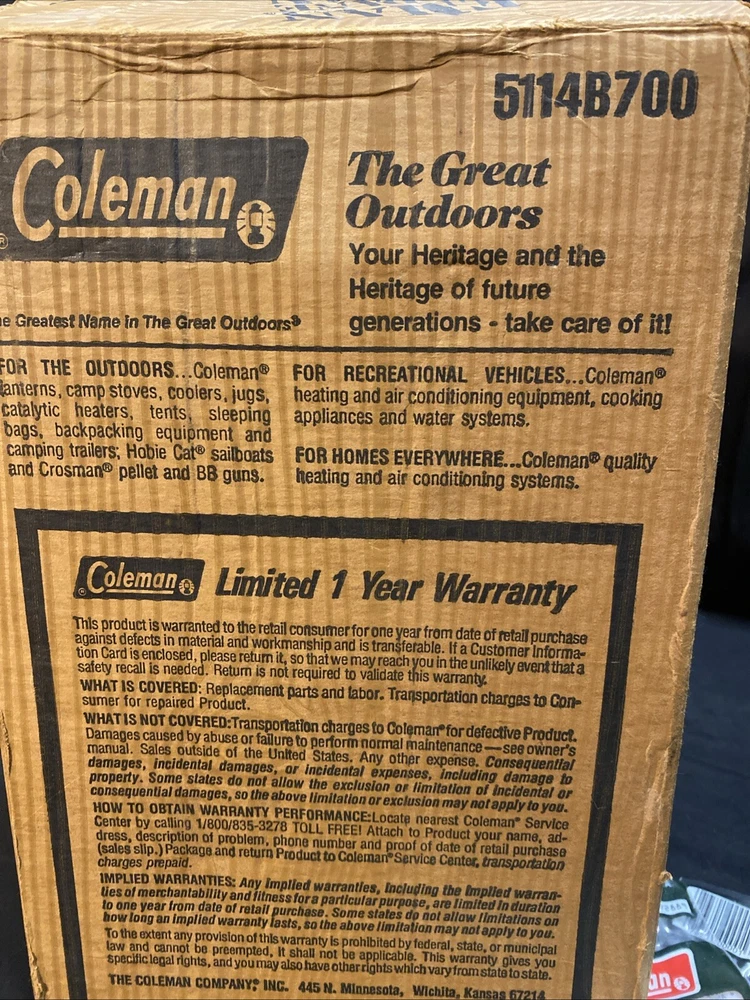 5114B700
Coleman
®
The Great
Outdoors
Your Heritage and the
Heritage of future
generations - take care of it!
e Greatest Name in The Great Outdoors®
FOR THE OUTDOORS...Coleman®
lanterns, camp stoves, coolers, jugs,
catalytic heaters, tents, sleeping
bags, backpacking equipment and
camping trailers; Hobie Cat® sailboats
and Crosman® pellet and BB guns.
FOR RECREATIONAL VEHICLES...Coleman®
heating and air conditioning equipment, cooking
appliances and water systems.
FOR HOMES EVERYWHERE...Coleman® quality
heating and air conditioning systems.
Coleman ® Limited 1 Year Warranty
This product is warranted to the retail consumer for one year from date of retail purchase
against defects in material and workmanship and is transferable. If a Customer Informa-
tion Card is enclosed, please return it, so that we may reach you in the unlikely event that a
safety recall is needed. Return is not required to validate this warranty.
WHAT IS COVERED: Replacement parts and labor. Transportation charges to Con-
sumer for repaired Product.
WHAT IS NOT COVERED:Transportation charges to Coleman® for defective Product.
Damages caused by abuse or failure to perform normal maintenance — see owner's
manual. Sales outside of the United States. Any other expense. Consequential
damages, incidental damages, or incidental expenses, including damage to
property. Some states do not allow the exclusion or limitation of incidental or
consequential damages, so the above limitation or exclusion may not apply to you.
HOW TO OBTAIN WARRANTY PERFORMANCE:Locate nearest Coleman® Service
Center by calling 1/800/835-3278 TOLL FREE! Attach to Product your name, ad-
dress, description of problem, phone number and proof of date of retail purchase
(sales slip.) Package and return Product to Coleman® Service Center, transportation
charges prepaid.
IMPLIED WARRANTIES: Any implied warranties, including the implied warran-
ties of merchantability and fitness for a particular purpose, are limited in duration
to one year from date of retail purchase. Some states do not allow limitations on
how long an implied warranty lasts, so the above limitation may not apply to you.
To the extent any provision of this warranty is prohibited by federal, state, or municipal
law and cannot be preempted, it shall not be applicable. This warranty gives you
specific legal rights, and you may also have other rights which vary from state to state.
THE COLEMAN COMPANY, INC. 445 N. Minnesota, Wichita, Kansas 67214
an®